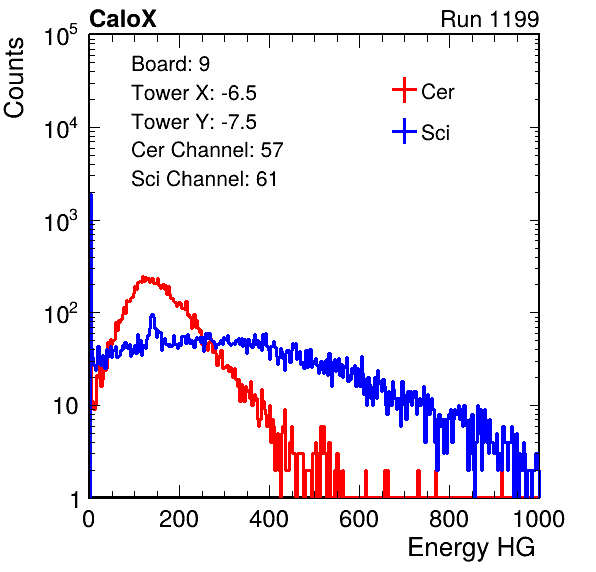 CaloX Run 1199
Board: 9
Tower X: -6.5
Tower Y: -7.5
Cer Channel: 57
Sci Channel: 61
Cer
Sci
Counts
10^5
10^4
10^3
10^2
10
1
0 200 400 600 800 1000
Energy HG